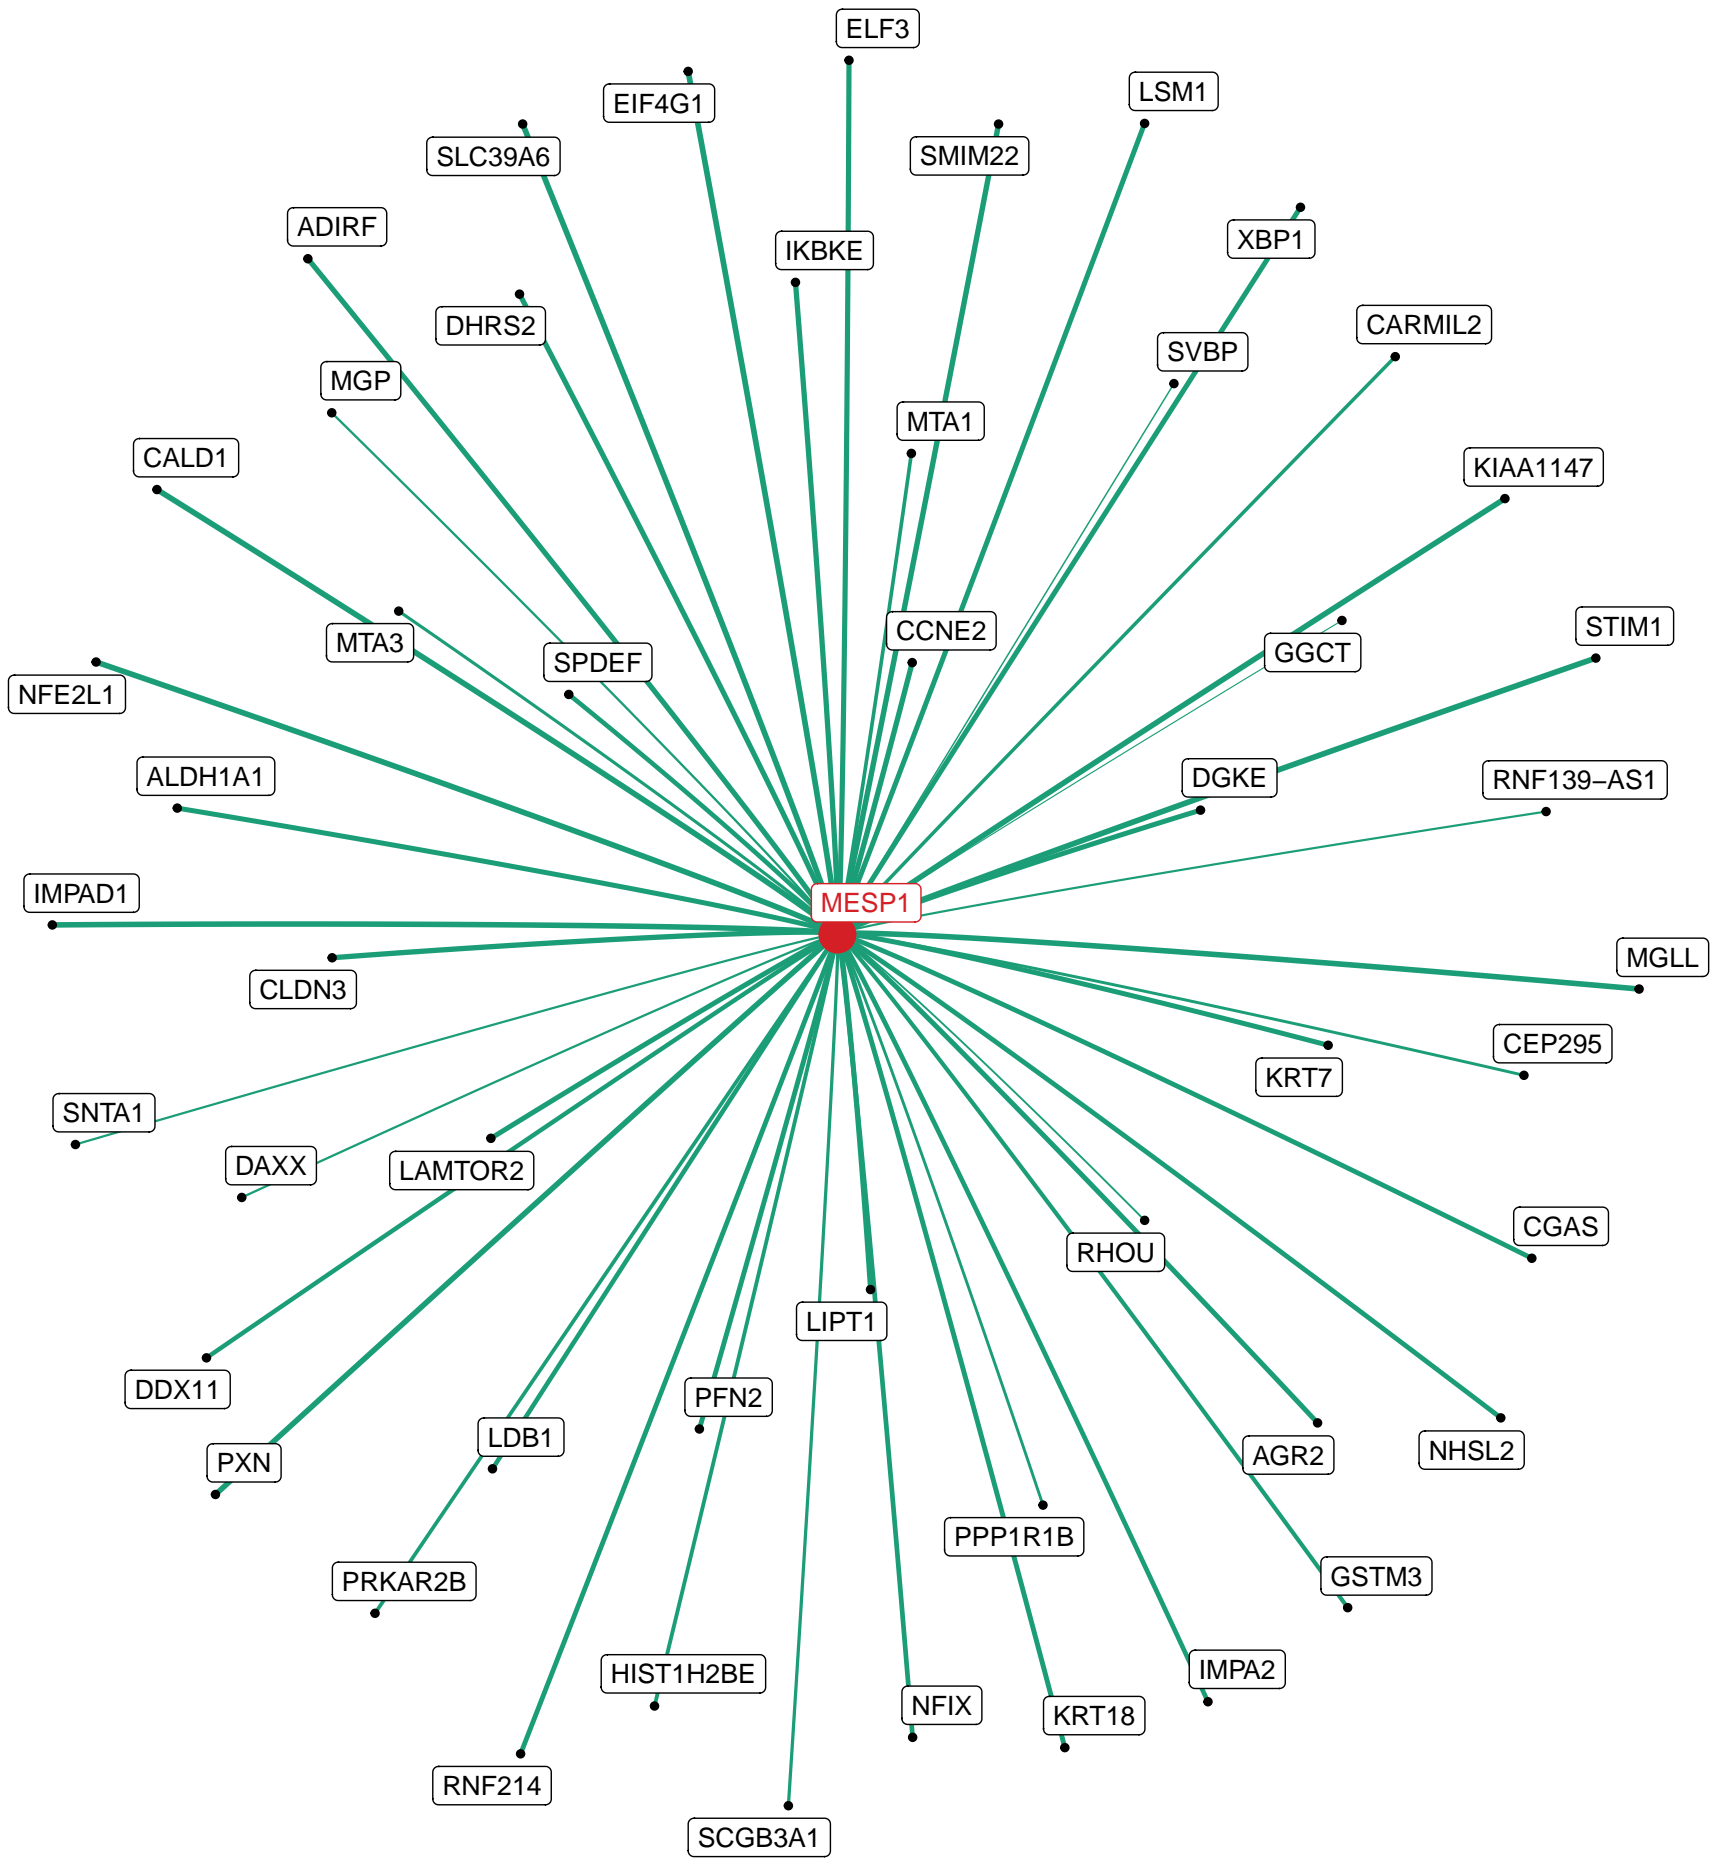 ELF3
LSM1
EIF4G1
SLC39A6
SMIM22
ADIRF
XBP1
IKBKE
DHRS2
CARMIL2
SVBP
MGP
MTA1
CALD1
KIAA1147
STIM1
CCNE2
MTA3
GGCT
SPDEF
NFE2L1
ALDH1A1
DGKE
RNF139–AS1
IMPAD1
MESP1
MGLL
CLDN3
CEP295
KRT7
SNTA1
DAXX
LAMTOR2
CGAS
RHOU
LIPT1
DDX11
PFN2
LDB1
NHSL2
AGR2
PXN
PPP1R1B
GSTM3
PRKAR2B
IMPA2
HIST1H2BE
NFIX
KRT18
RNF214
SCGB3A1